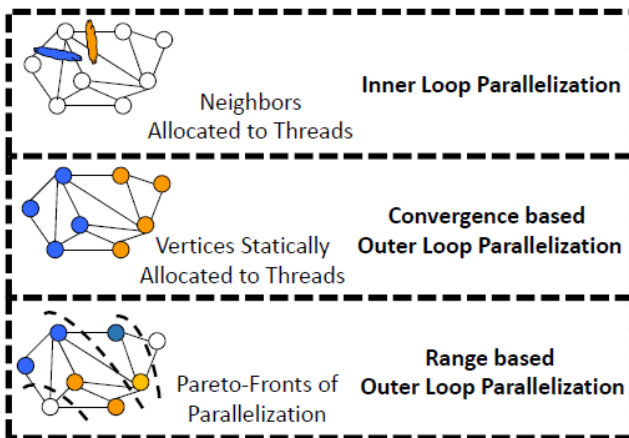 Neighbors
Allocated to Threads
Inner Loop Parallelization
Vertices Statically
Allocated to Threads
Convergence based
Outer Loop Parallelization
Pareto-Fronts of
Parallelization
Range based
Outer Loop Parallelization